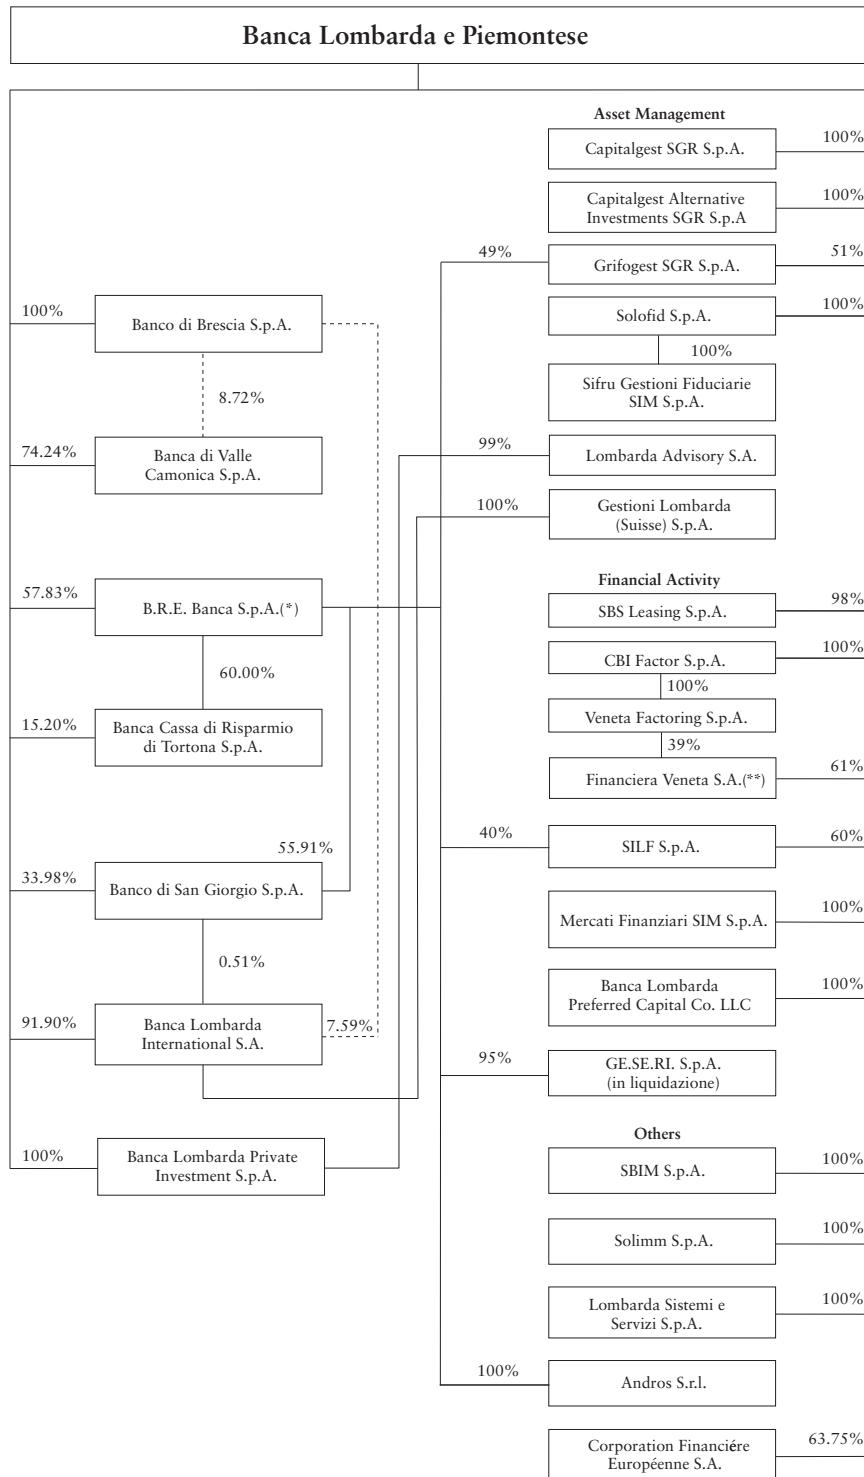 Banca Lombarda e Piemontese
Asset Management
Capitalgest SGR S.p.A.
100%
Capitalgest Alternative
Investments SGR S.p.A
100%
49%
Grifogest SGR S.p.A.
51%
100%
Banco di Brescia S.p.A.
Solofid S.p.A.
100%
100%
Sifru Gestioni Fiduciarie
SIM S.p.A.
8.72%
74.24%
Banca di Valle
Camonica S.p.A.
99%
Lombarda Advisory S.A.
100%
Gestioni Lombarda
(Suisse) S.p.A.
Financial Activity
57.83%
B.R.E. Banca S.p.A.(*)
SBS Leasing S.p.A.
98%
CBI Factor S.p.A.
100%
60.00%
100%
15.20%
Banca Cassa di Risparmio
di Tortona S.p.A.
Veneta Factoring S.p.A.
39%
Financiera Veneta S.A.(**)
61%
55.91%
40%
SILF S.p.A.
60%
33.98%
Banco di San Giorgio S.p.A.
Mercati Finanziari SIM S.p.A.
100%
0.51%
Banca Lombarda
Preferred Capital Co. LLC
100%
91.90%
Banca Lombarda
International S.A.
7.59%
95%
GE.SE.RI. S.p.A.
(in liquidazione)
Others
100%
Banca Lombarda Private
Investment S.p.A.
SBIM S.p.A.
100%
Solimm S.p.A.
100%
Lombarda Sistemi e
Servizi S.p.A.
100%
100%
Andros S.r.l.
Corporation Financiére
Européenne S.A.
63.75%